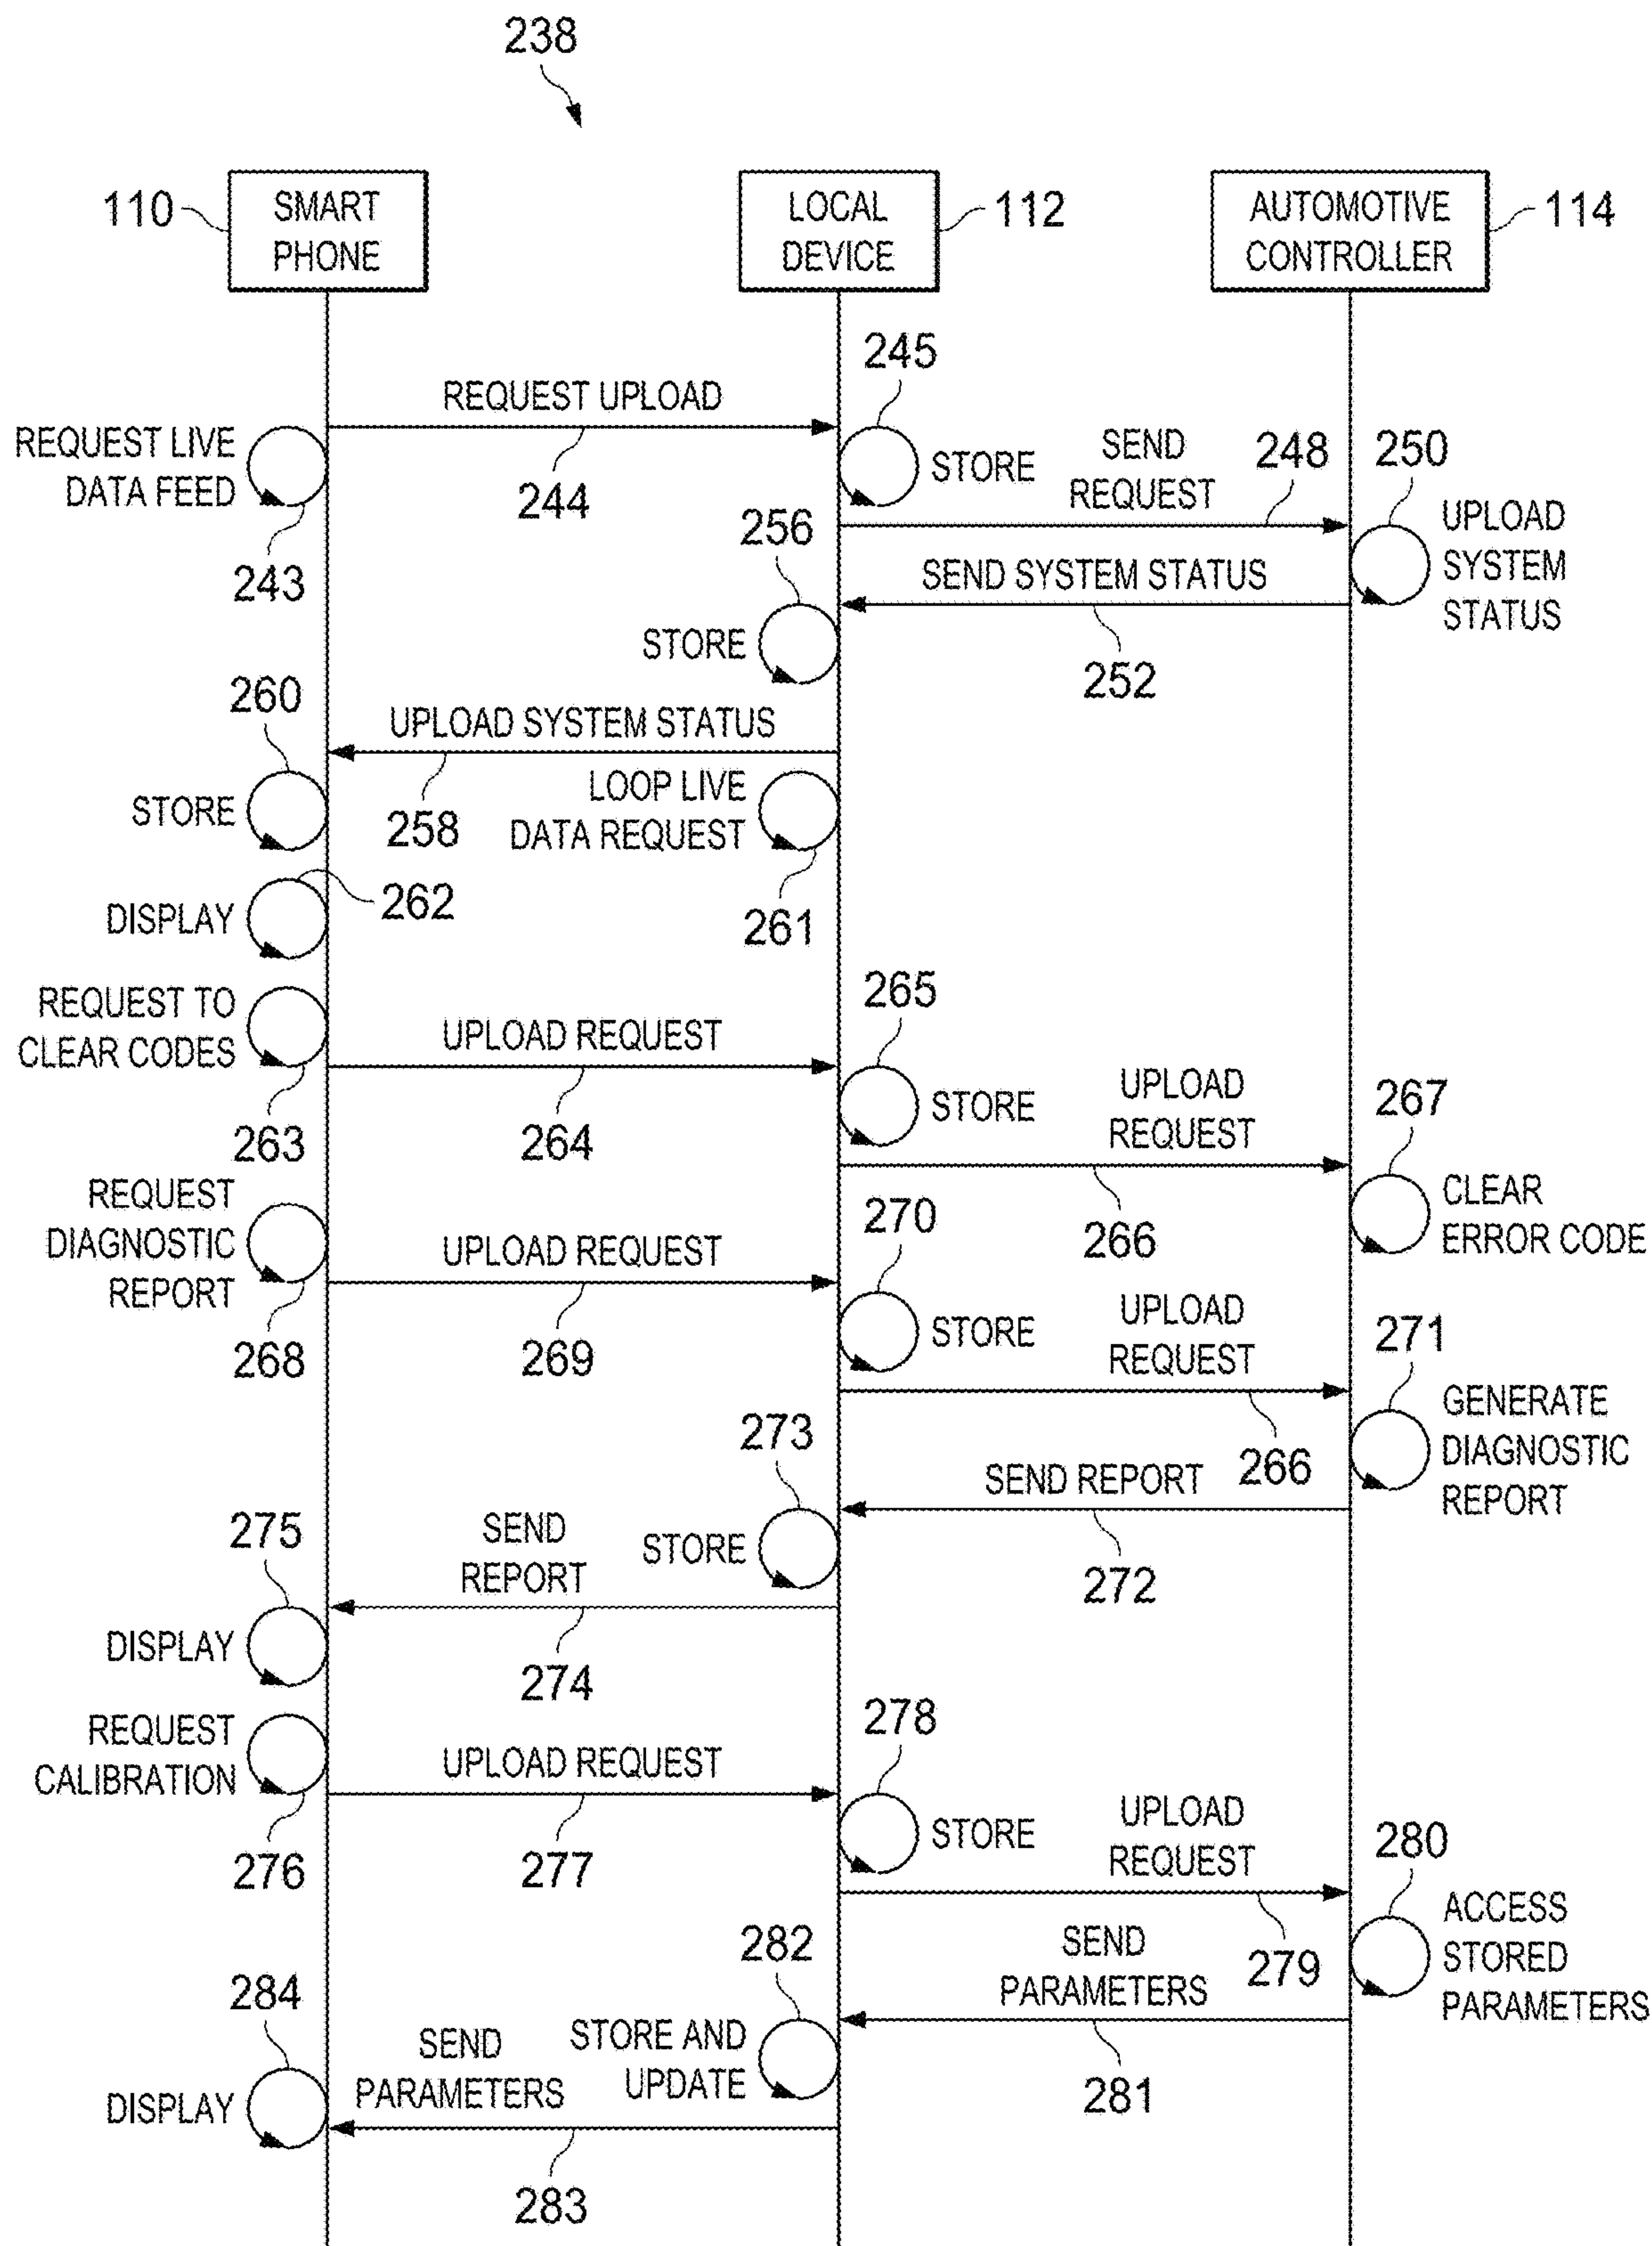 238
110
SMART
PHONE
LOCAL
DEVICE
112
AUTOMOTIVE
CONTROLLER
114
245
REQUEST UPLOAD
REQUEST LIVE
DATA FEED
243
244
STORE
SEND
REQUEST
248
250
UPLOAD
SYSTEM
STATUS
256
SEND SYSTEM STATUS
252
STORE
260
UPLOAD SYSTEM STATUS
258
STORE
LOOP LIVE
DATA REQUEST
261
DISPLAY
262
REQUEST TO
CLEAR CODES
263
UPLOAD REQUEST
264
265
STORE
UPLOAD
REQUEST
266
267
CLEAR
ERROR CODE
REQUEST
DIAGNOSTIC
REPORT
268
UPLOAD REQUEST
269
270
STORE
UPLOAD
REQUEST
266
271
GENERATE
DIAGNOSTIC
REPORT
273
SEND REPORT
272
STORE
275
SEND
REPORT
274
DISPLAY
REQUEST
CALIBRATION
276
UPLOAD REQUEST
277
278
STORE
UPLOAD
REQUEST
279
280
ACCESS
STORED
PARAMETERS
282
SEND
PARAMETERS
281
STORE AND
UPDATE
284
SEND
PARAMETERS
283
DISPLAY